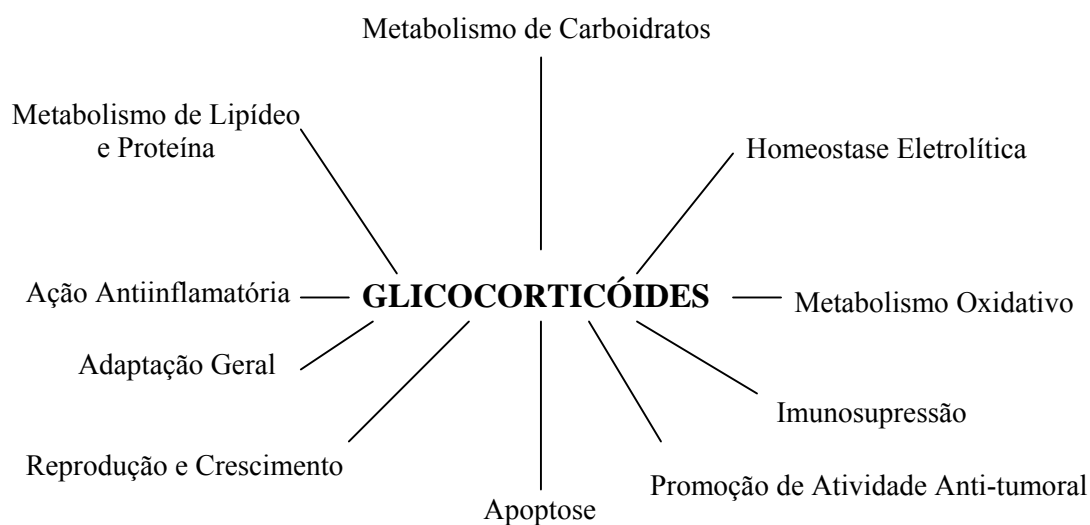 Metabolismo de Carboidratos
Metabolismo de Lipídeo
e Proteína
Homeostase Eletrolítica
Ação Antiinflamatória
GLICOCORTICÓIDES
Metabolismo Oxidativo
Adaptação Geral
Imunosupressão
Reprodução e Crescimento
Promoção de Atividade Anti-tumoral
Apoptose